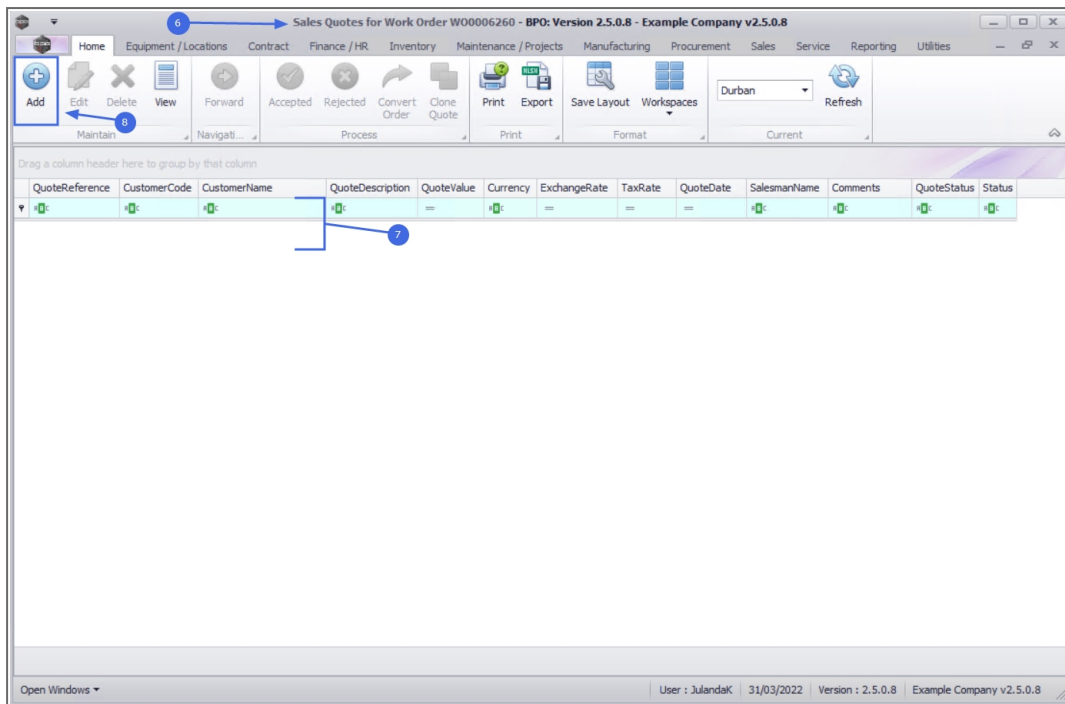 6
Sales Quotes for Work Order WO0006260 - BPO: Version 2.5.0.8 - Example Company v2.5.0.8
Home Equipment / Locations Contract Finance / HR Inventory Maintenance / Projects Manufacturing Procurement Sales Service Reporting Utilities
Add Edit Delete View Forward Accepted Rejected Convert Order Clone Quote Print Export Save Layout Workspaces Durban Refresh
8
Maintain Navigati... Process Print Format Current
Drag a column header here to group by that column
QuoteReference CustomerCode CustomerName QuoteDescription QuoteValue Currency ExchangeRate TaxRate QuoteDate SalesmanName Comments QuoteStatus Status
7
Open Windows User : JulandaK 31/03/2022 Version : 2.5.0.8 Example Company v2.5.0.8